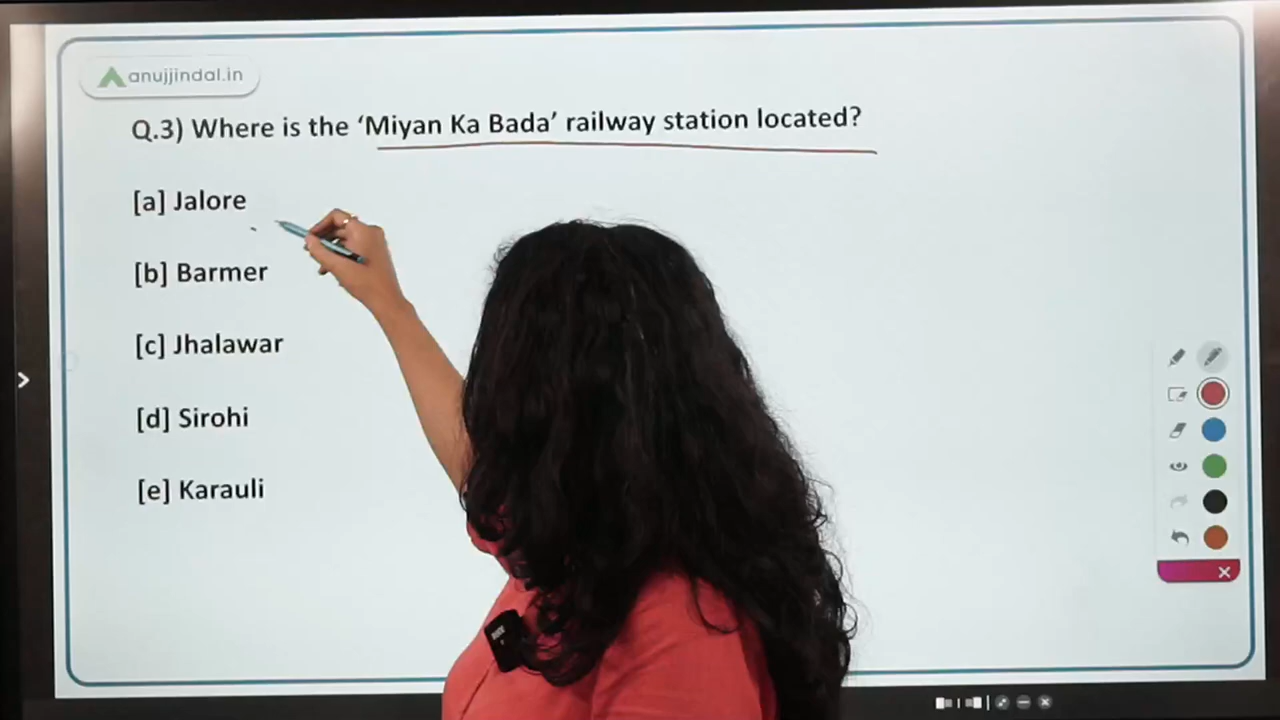 anujjindal.in
Q.3) Where is the ‘Miyan Ka Bada’ railway station located?
[a] Jalore
[b] Barmer
[c] Jhalawar
[d] Sirohi
[e] Karauli